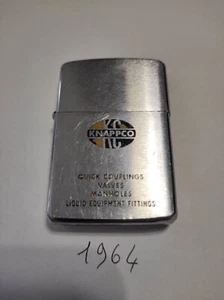 KC
KNAPPCO
QUICK COUPLINGS
VALVES
MANHOLES
LIQUID EQUIPMENT FITTINGS
1964